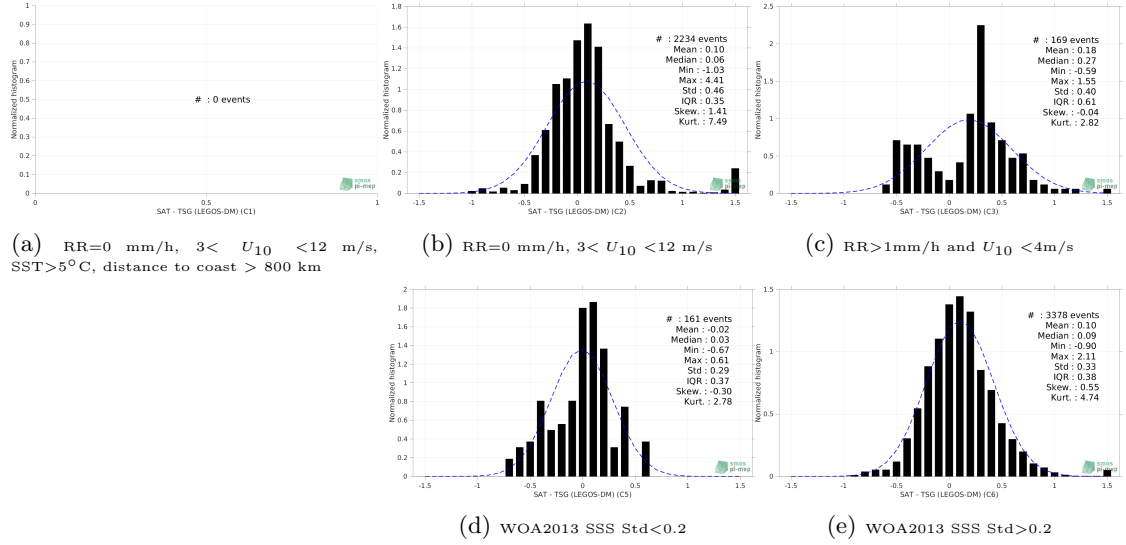 1
0.9
0.8
0.7
0.6
0.5
0.4
0.3
0.2
0.1
0
Normalized histogram
# : 0 events
smos
pi-mep
0 0.5 1
SAT - TSG (LEGOS-DM) (C1)
(a) RR=0 mm/h, 3< U10 <12 m/s,
SST>5°C, distance to coast > 800 km
1.8
1.6
1.4
1.2
1
0.8
0.6
0.4
0.2
0
Normalized histogram
# : 2234 events
Mean : 0.10
Median : 0.06
Min : -1.03
Max : 4.41
Std : 0.46
IQR : 0.35
Skew. : 1.41
Kurt. : 7.49
smos
pi-mep
-1.5 -1 -0.5 0 0.5 1 1.5
SAT - TSG (LEGOS-DM) (C2)
(b) RR=0 mm/h, 3< U10 <12 m/s
2.5
2
1.5
1
0.5
0
Normalized histogram
# : 169 events
Mean : 0.18
Median : 0.27
Min : -0.59
Max : 1.55
Std : 0.40
IQR : 0.61
Skew. : -0.04
Kurt. : 2.82
smos
pi-mep
-1.5 -1 -0.5 0 0.5 1 1.5
SAT - TSG (LEGOS-DM) (C3)
(c) RR>1mm/h and U10 <4m/s
2
1.8
1.6
1.4
1.2
1
0.8
0.6
0.4
0.2
0
Normalized histogram
# : 161 events
Mean : -0.02
Median : 0.03
Min : -0.67
Max : 0.61
Std : 0.29
IQR : 0.37
Skew. : -0.30
Kurt. : 2.78
smos
pi-mep
-1.5 -1 -0.5 0 0.5 1 1.5
SAT - TSG (LEGOS-DM) (C5)
(d) WOA2013 SSS Std<0.2
1.5
1
0.5
0
Normalized histogram
# : 3378 events
Mean : 0.10
Median : 0.09
Min : -0.90
Max : 2.11
Std : 0.33
IQR : 0.38
Skew. : 0.55
Kurt. : 4.74
smos
pi-mep
-1.5 -1 -0.5 0 0.5 1 1.5
SAT - TSG (LEGOS-DM) (C6)
(e) WOA2013 SSS Std>0.2